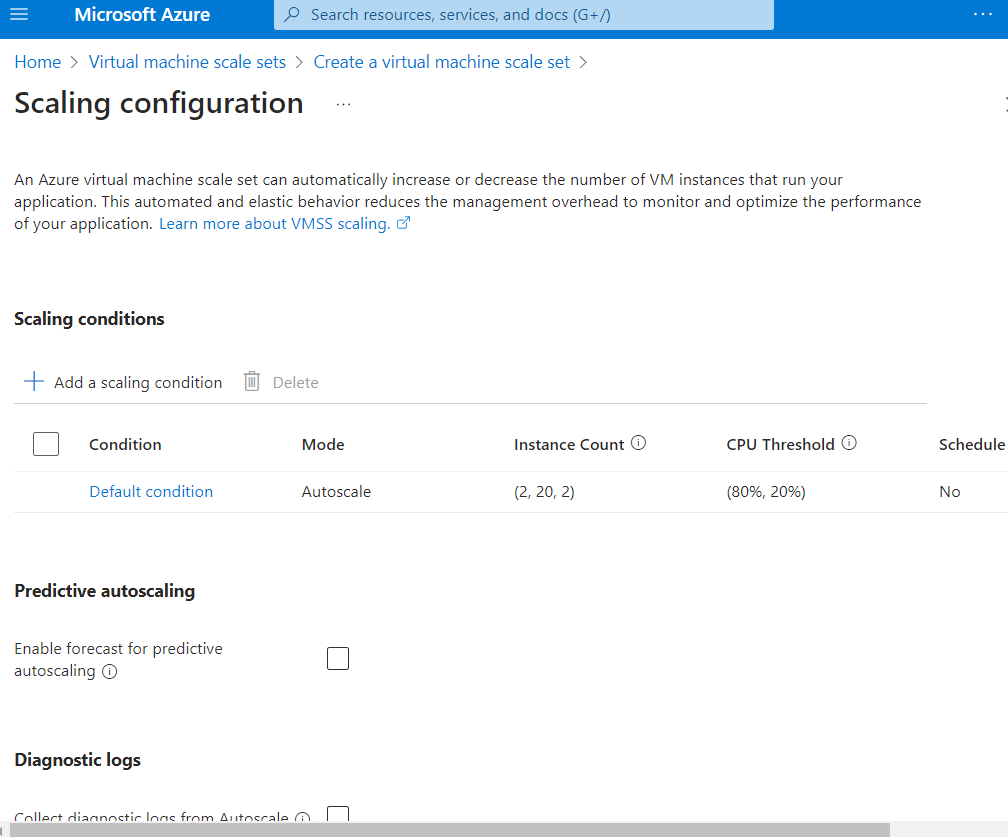 Microsoft Azure
Search resources, services, and docs (G+/)
Home > Virtual machine scale sets > Create a virtual machine scale set >
Scaling configuration ...
An Azure virtual machine scale set can automatically increase or decrease the number of VM instances that run your
application. This automated and elastic behavior reduces the management overhead to monitor and optimize the performance
of your application. Learn more about VMSS scaling.
Scaling conditions
Add a scaling condition Delete
Condition Mode Instance Count CPU Threshold Schedule
Default condition Autoscale (2, 20, 2) (80%, 20%) No
Predictive autoscaling
Enable forecast for predictive
autoscaling
Diagnostic logs
Collect diagnostic logs from Autoscale